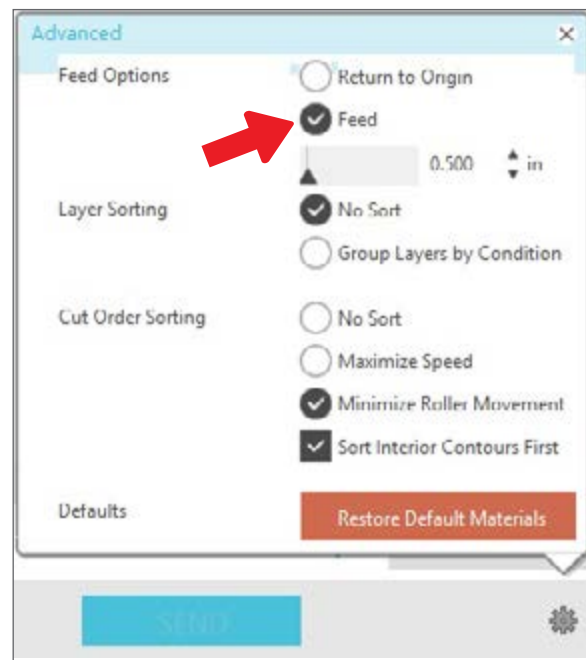 Advanced
Feed Options
Return to Origin
Feed
0.500 in
Layer Sorting
No Sort
Group Layers by Condition
Cut Order Sorting
No Sort
Maximize Speed
Minimize Roller Movement
Sort Interior Contours First
Defaults
Restore Default Materials
SEND